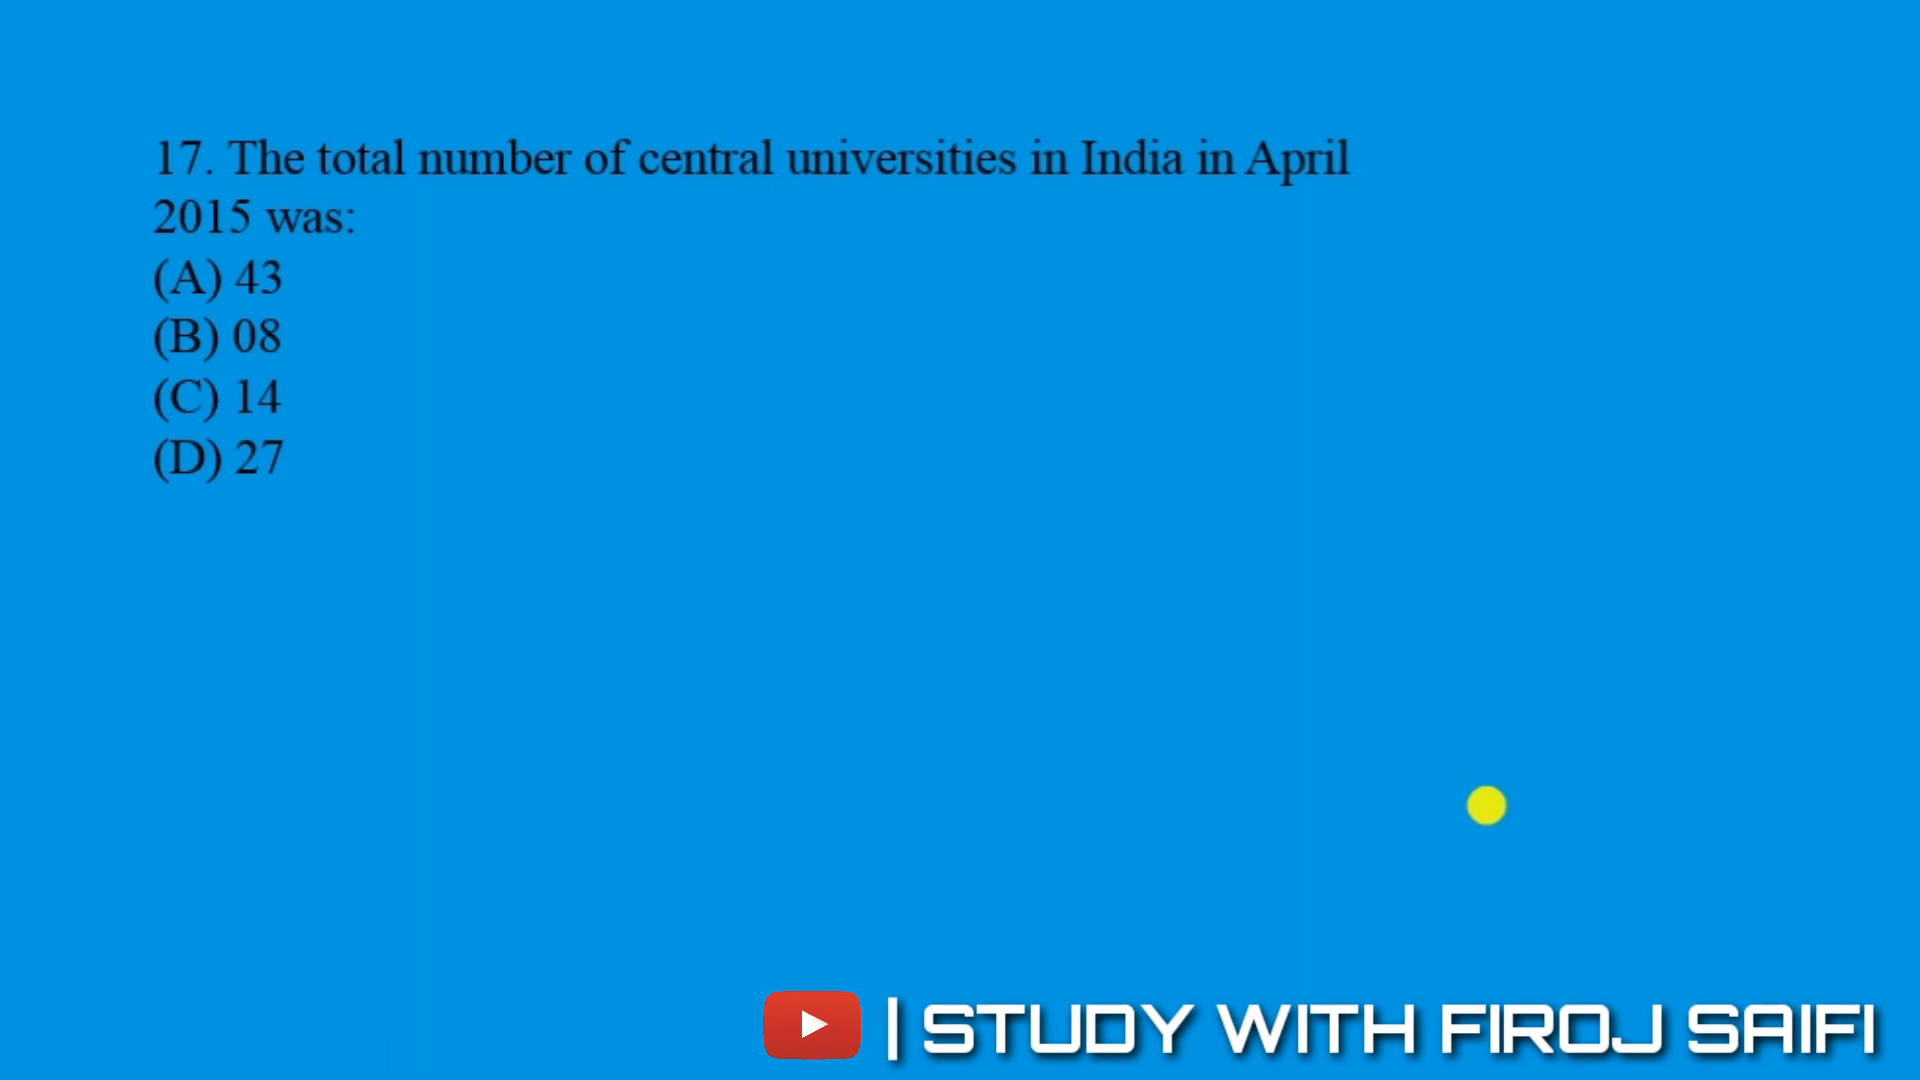 17. The total number of central universities in India in April
2015 was:
(A) 43
(B) 08
(C) 14
(D) 27
| STUDY WITH FIROJ SAIFI